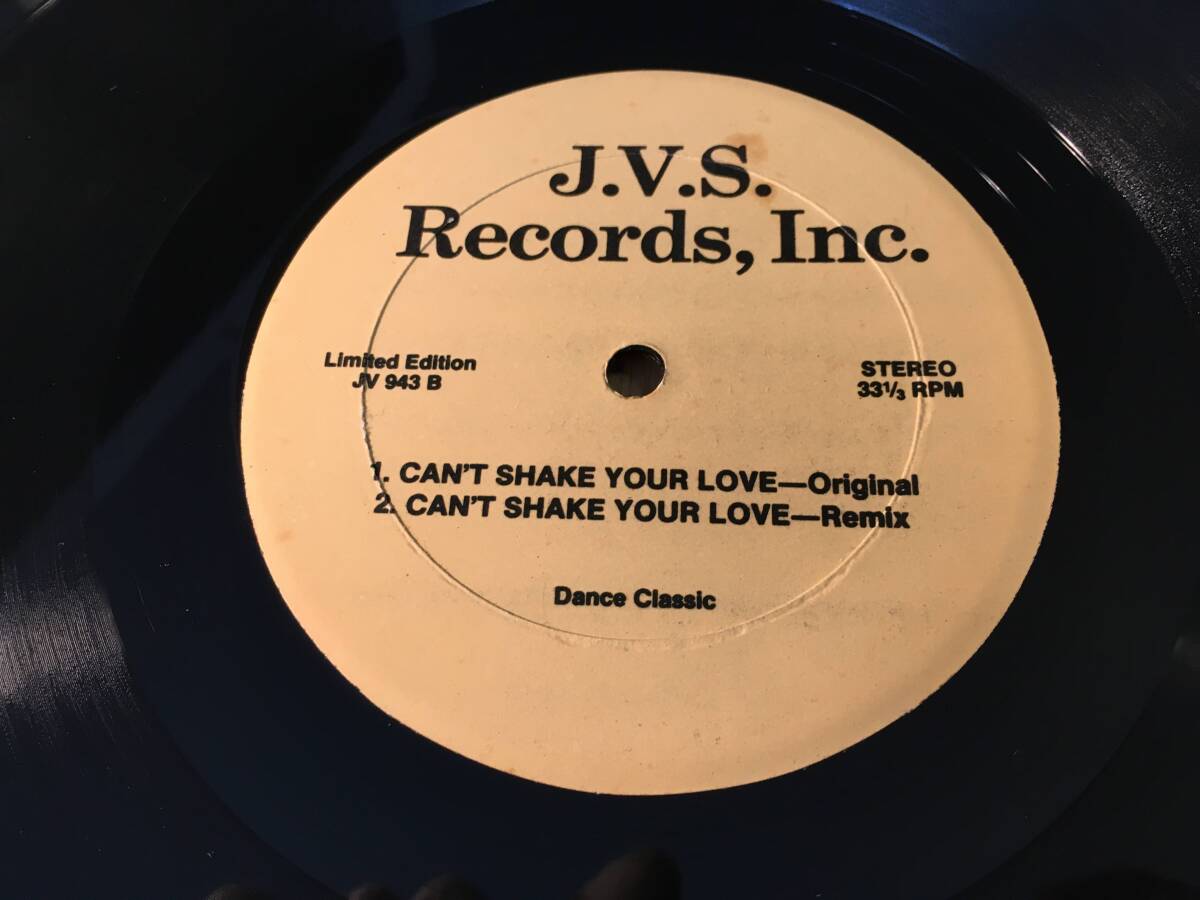 J.V.S.
Records, Inc.
Limited Edition
JV 943 B
STEREO
33⅓ RPM
1. CAN'T SHAKE YOUR LOVE—Original
2. CAN'T SHAKE YOUR LOVE—Remix
Dance Classic